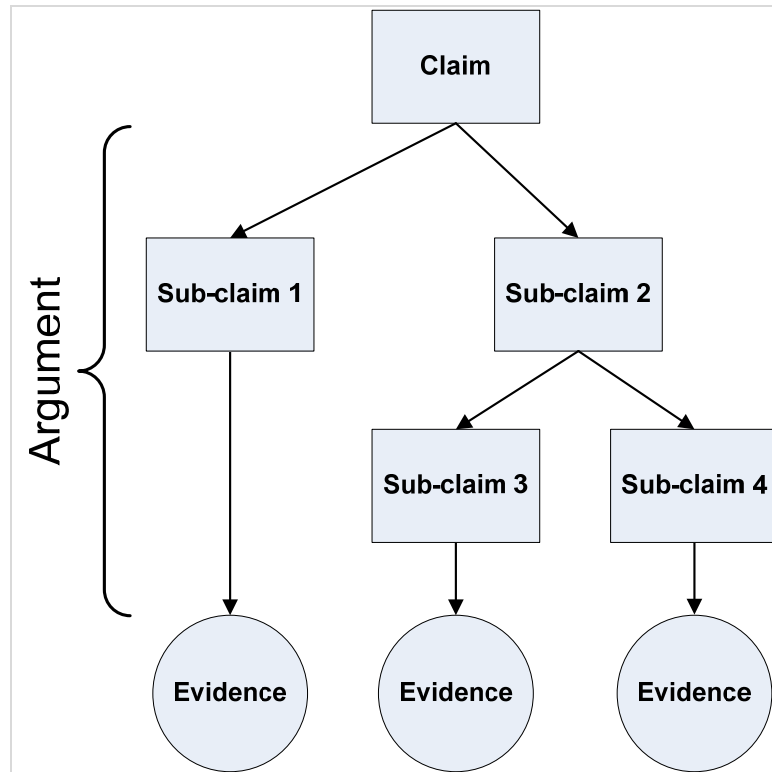 Claim
Argument
Sub-claim 1
Sub-claim 2
Sub-claim 3
Sub-claim 4
Evidence
Evidence
Evidence